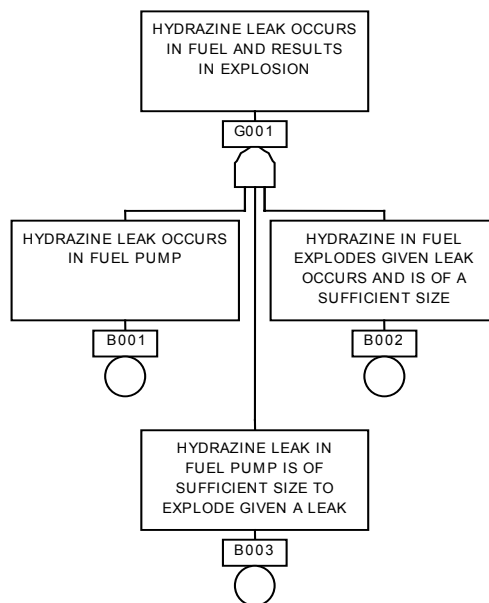 HYDRAZINE LEAK OCCURS
IN FUEL AND RESULTS
IN EXPLOSION
G001
HYDRAZINE LEAK OCCURS
IN FUEL PUMP
B001
HYDRAZINE IN FUEL
EXPLODES GIVEN LEAK
OCCURS AND IS OF A
SUFFICIENT SIZE
B002
HYDRAZINE LEAK IN
FUEL PUMP IS OF
SUFFICIENT SIZE TO
EXPLODE GIVEN A LEAK
B003